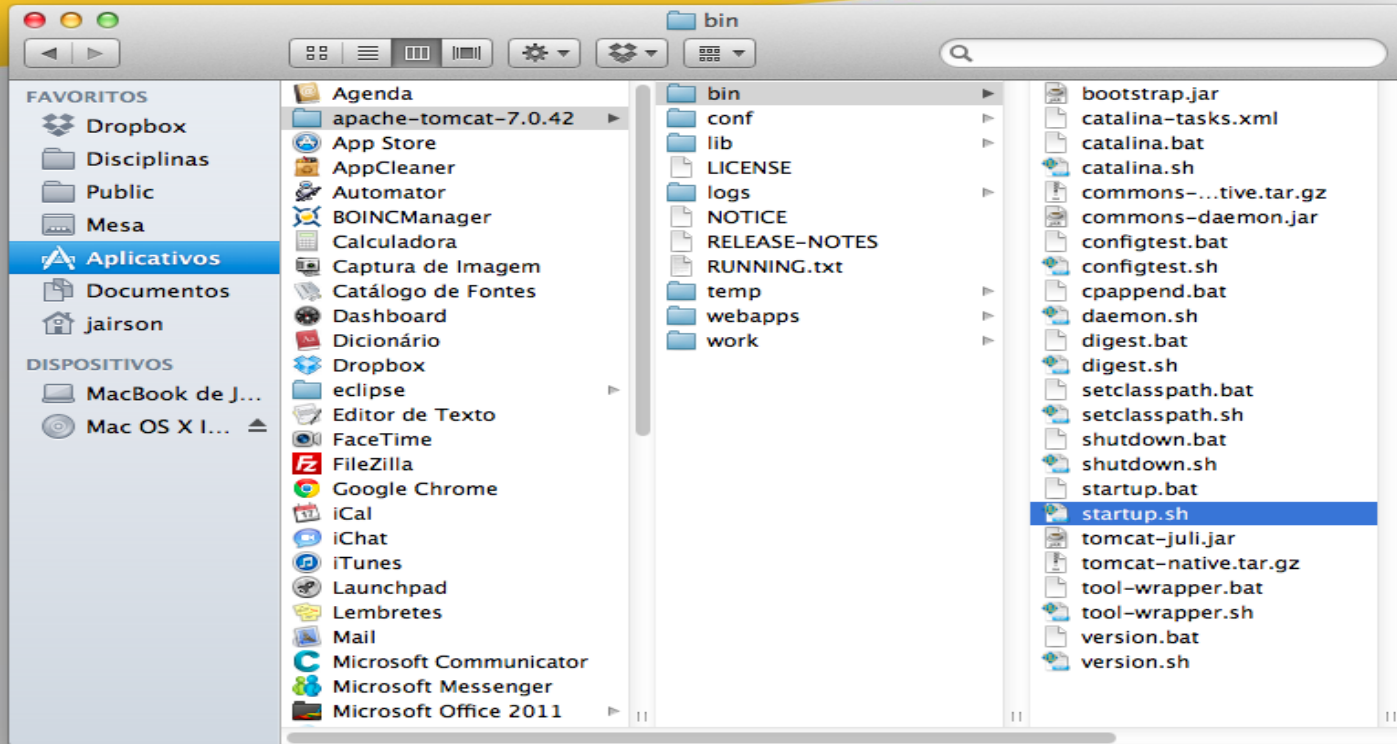 bin
FAVORITOS
Dropbox
Disciplinas
Public
Mesa
Aplicativos
Documentos
jairson
DISPOSITIVOS
MacBook de J...
Mac OS X I...
Agenda
apache-tomcat-7.0.42
App Store
AppCleaner
Automator
BOINCManager
Calculadora
Captura de Imagem
Catálogo de Fontes
Dashboard
Dicionário
Dropbox
eclipse
Editor de Texto
FaceTime
FileZilla
Google Chrome
iCal
iChat
iTunes
Launchpad
Lembretes
Mail
Microsoft Communicator
Microsoft Messenger
Microsoft Office 2011
bin
conf
lib
LICENSE
logs
NOTICE
RELEASE-NOTES
RUNNING.txt
temp
webapps
work
bootstrap.jar
catalina-tasks.xml
catalina.bat
catalina.sh
commons-...tive.tar.gz
commons-daemon.jar
configtest.bat
configtest.sh
cpappend.bat
daemon.sh
digest.bat
digest.sh
setclasspath.bat
setclasspath.sh
shutdown.bat
shutdown.sh
startup.bat
startup.sh
tomcat-juli.jar
tomcat-native.tar.gz
tool-wrapper.bat
tool-wrapper.sh
version.bat
version.sh